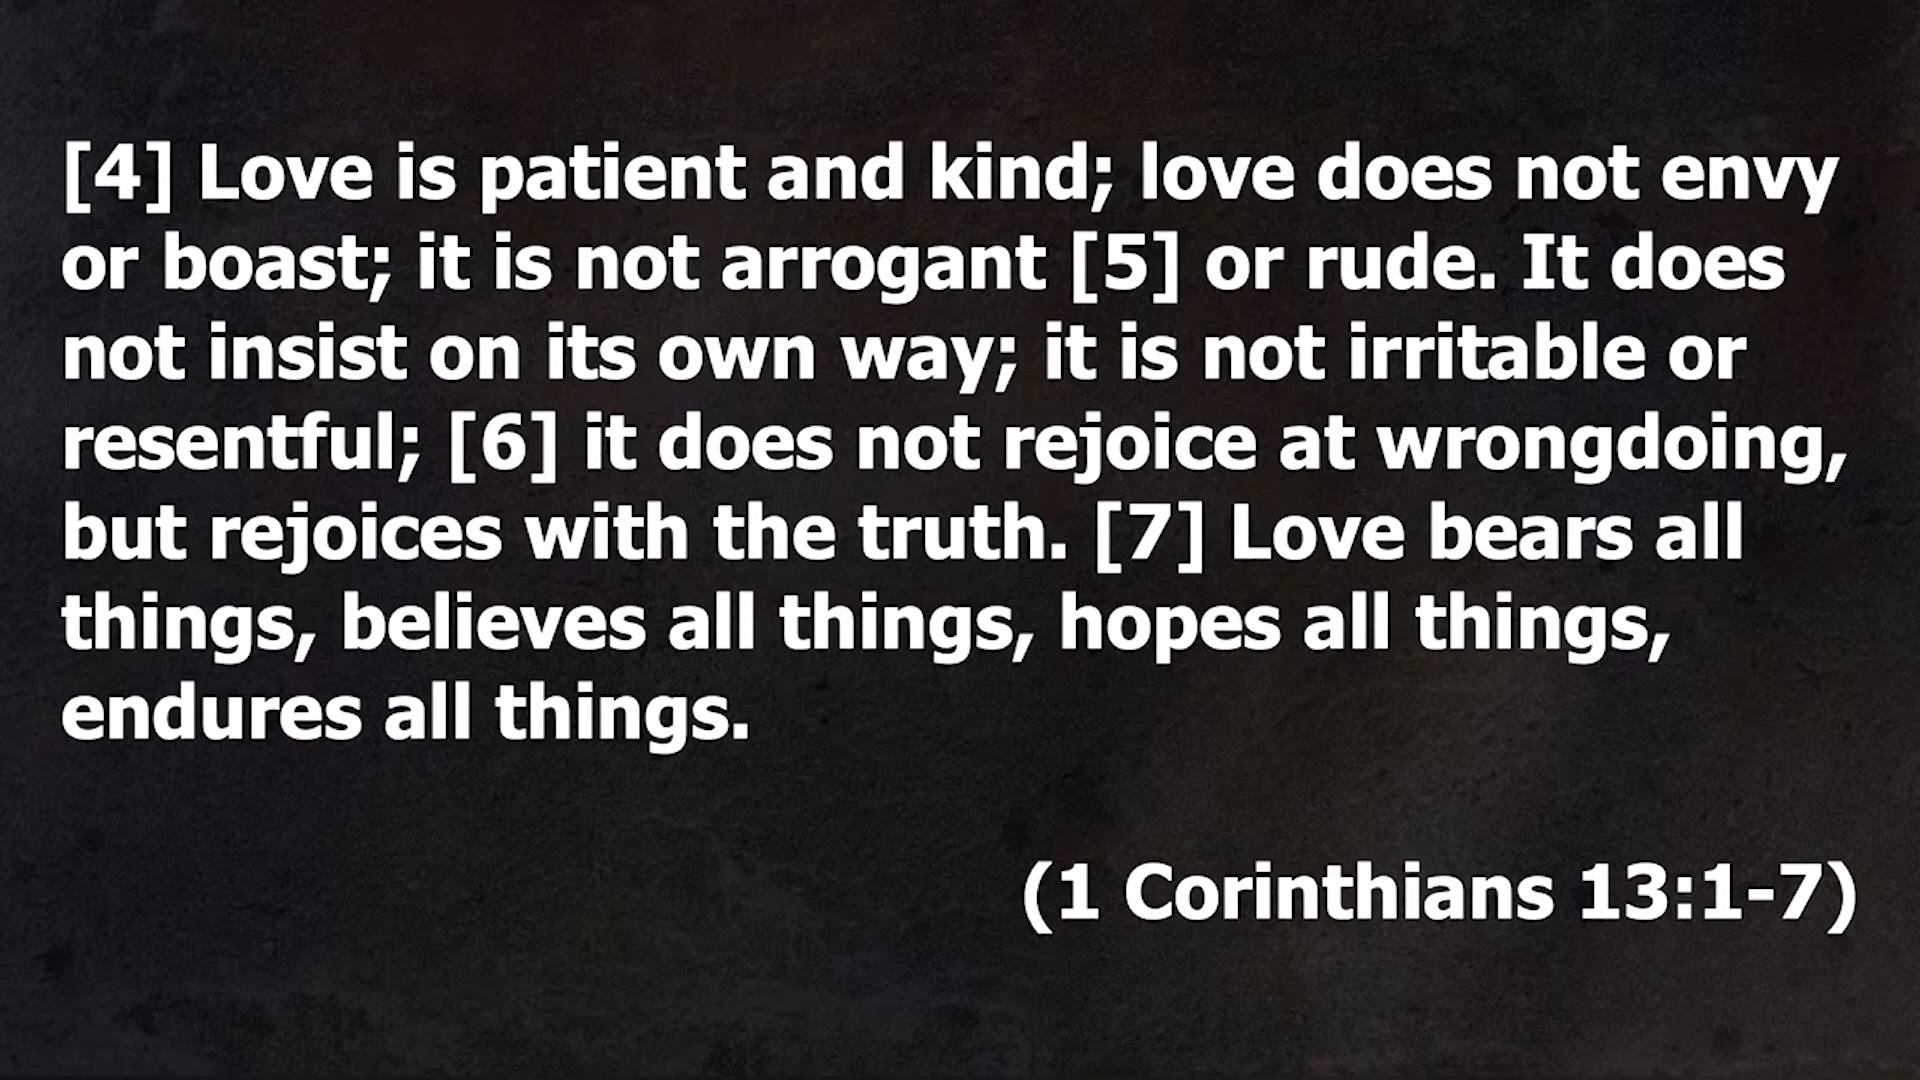 [4] Love is patient and kind; love does not envy
or boast; it is not arrogant [5] or rude. It does
not insist on its own way; it is not irritable or
resentful; [6] it does not rejoice at wrongdoing,
but rejoices with the truth. [7] Love bears all
things, believes all things, hopes all things,
endures all things.
(1 Corinthians 13:1-7)